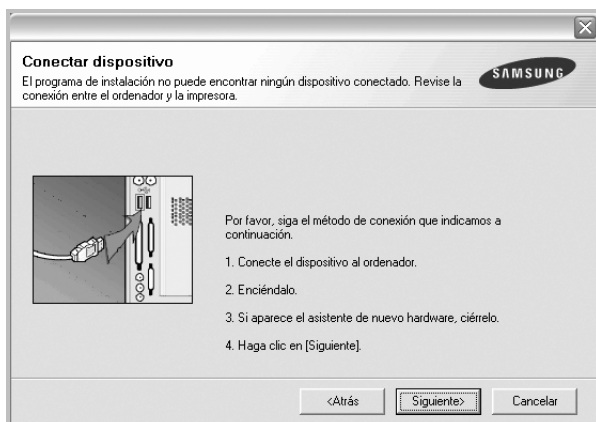 Conectar dispositivo
El programa de instalación no puede encontrar ningún dispositivo conectado. Revise la
conexión entre el ordenador y la impresora.
SAMSUNG
Por favor, siga el método de conexión que indicamos a
continuación.
1. Conecte el dispositivo al ordenador.
2. Enciéndalo.
3. Si aparece el asistente de nuevo hardware, ciérrelo.
4. Haga clic en [Siguiente].
<Atrás
Siguiente>
Cancelar